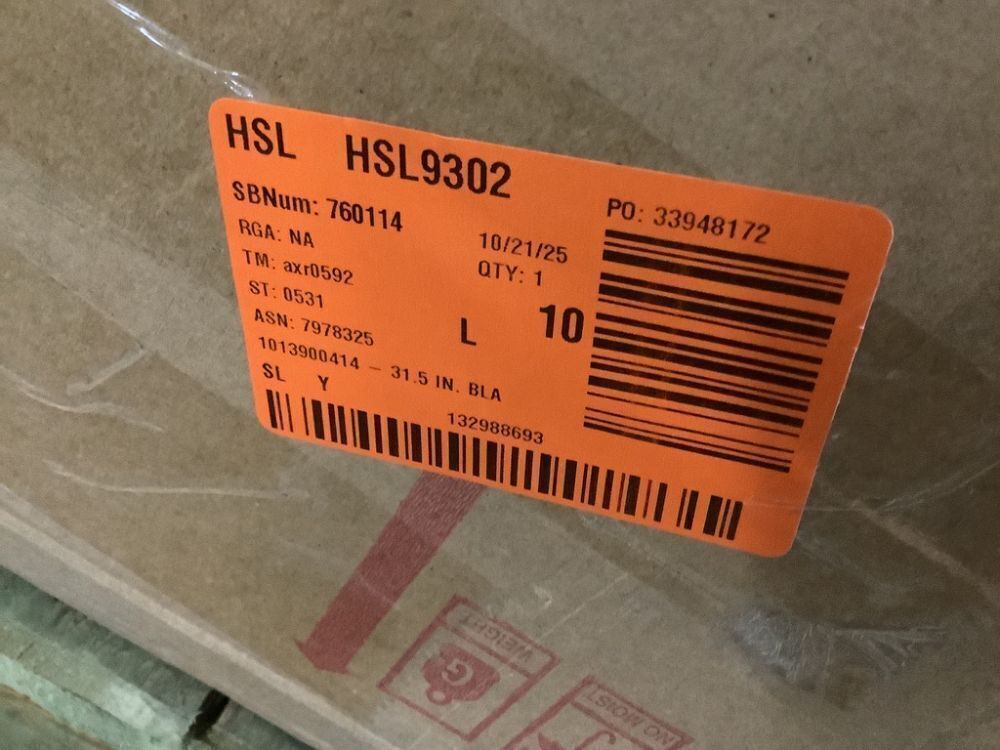 HSL HSL9302
SBNum: 760114
PO: 33948172
RGA: NA
10/21/25
TM: axr0592
QTY: 1
ST: 0531
L 10
ASN: 7978325
1013900414 – 31.5 IN. BLA
SL Y
132988693
WEIGHT
G
NO MOIST